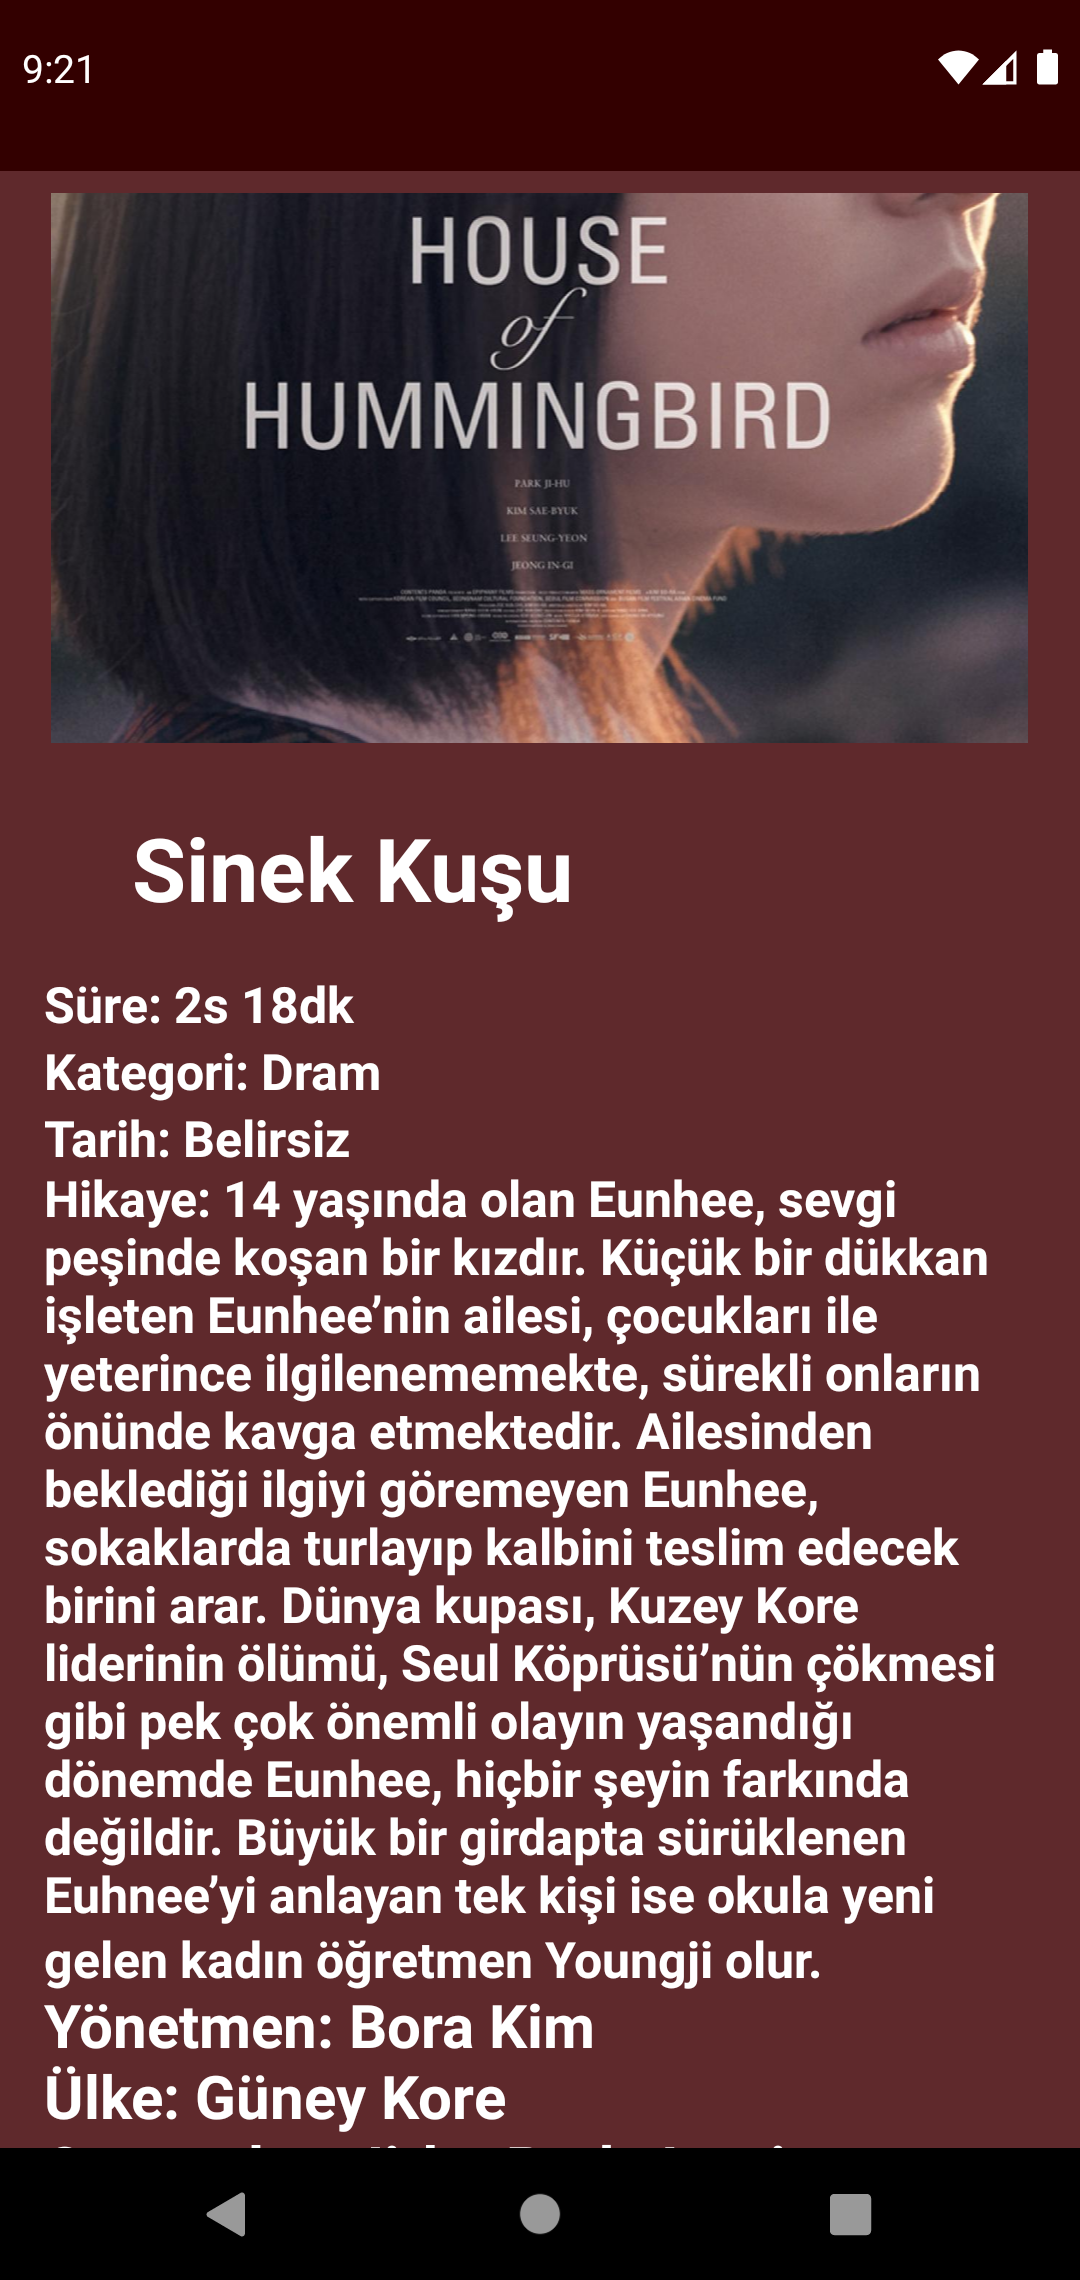 9:21
HOUSE
of
HUMMINGBIRD
PARK JI-HU
KIM SAE-BYUK
LEE SEUNG-YEON
JEONG IN-GI
Sinek Kuşu
Süre: 2s 18dk
Kategori: Dram
Tarih: Belirsiz
Hikaye: 14 yaşında olan Eunhee, sevgi
peşinde koşan bir kızdır. Küçük bir dükkan
işleten Eunhee’nin ailesi, çocukları ile
yeterince ilgilenememekte, sürekli onların
önünde kavga etmektedir. Ailesinden
beklediği ilgiyi göremeyen Eunhee,
sokaklarda turlayıp kalbini teslim edecek
birini arar. Dünya kupası, Kuzey Kore
liderinin ölümü, Seul Köprüsü’nün çökmesi
gibi pek çok önemli olayın yaşandığı
dönemde Eunhee, hiçbir şeyin farkında
değildir. Büyük bir girdapta sürüklenen
Euhnee’yi anlayan tek kişi ise okula yeni
gelen kadın öğretmen Youngji olur.
Yönetmen: Bora Kim
Ülke: Güney Kore